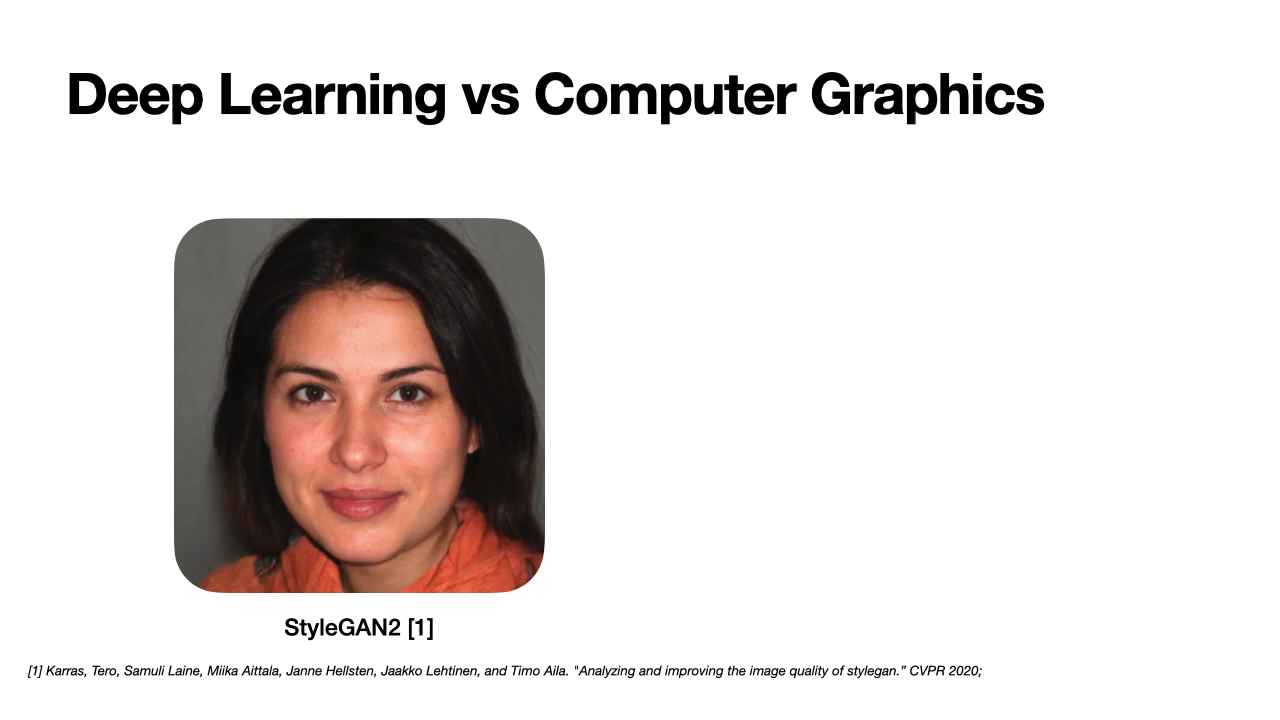 Deep Learning vs Computer Graphics
StyleGAN2 [1]
[1] Karras, Tero, Samuli Laine, Miika Aittala, Janne Hellsten, Jaakko Lehtinen, and Timo Aila. "Analyzing and improving the image quality of stylegan.” CVPR 2020;